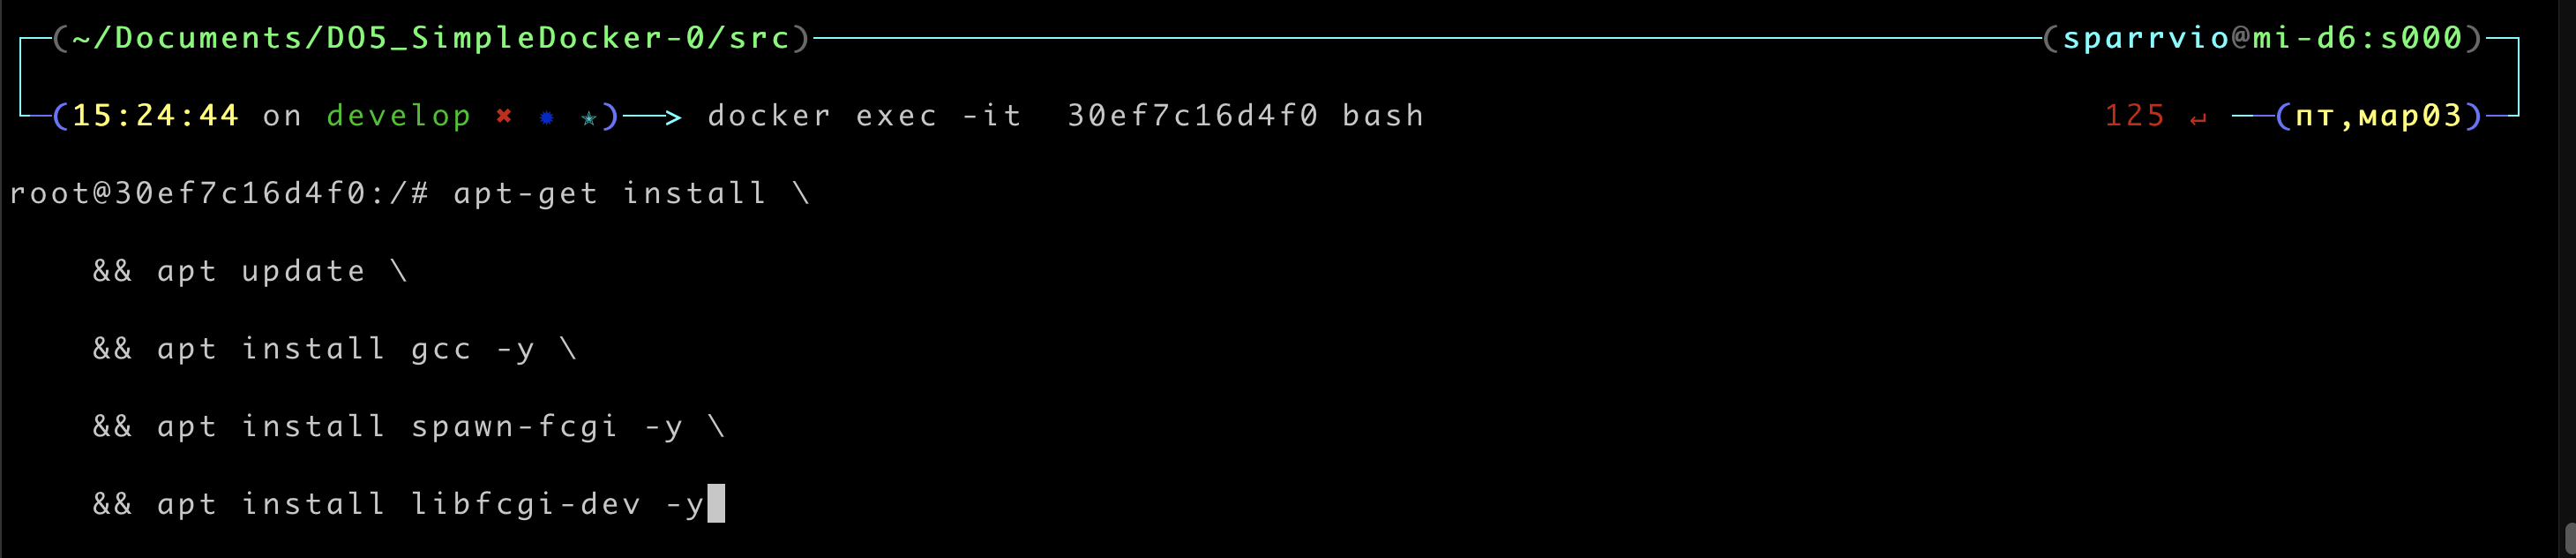 (~/Documents/DO5_SimpleDocker-0/src) (sparrvio@mi-d6:s000)
(15:24:44 on develop ✖ ✹ ✭)──> docker exec -it  30ef7c16d4f0 bash 125 ↵ ──(пт,мар03)
root@30ef7c16d4f0:/# apt-get install \
&& apt update \
&& apt install gcc -y \
&& apt install spawn-fcgi -y \
&& apt install libfcgi-dev -y